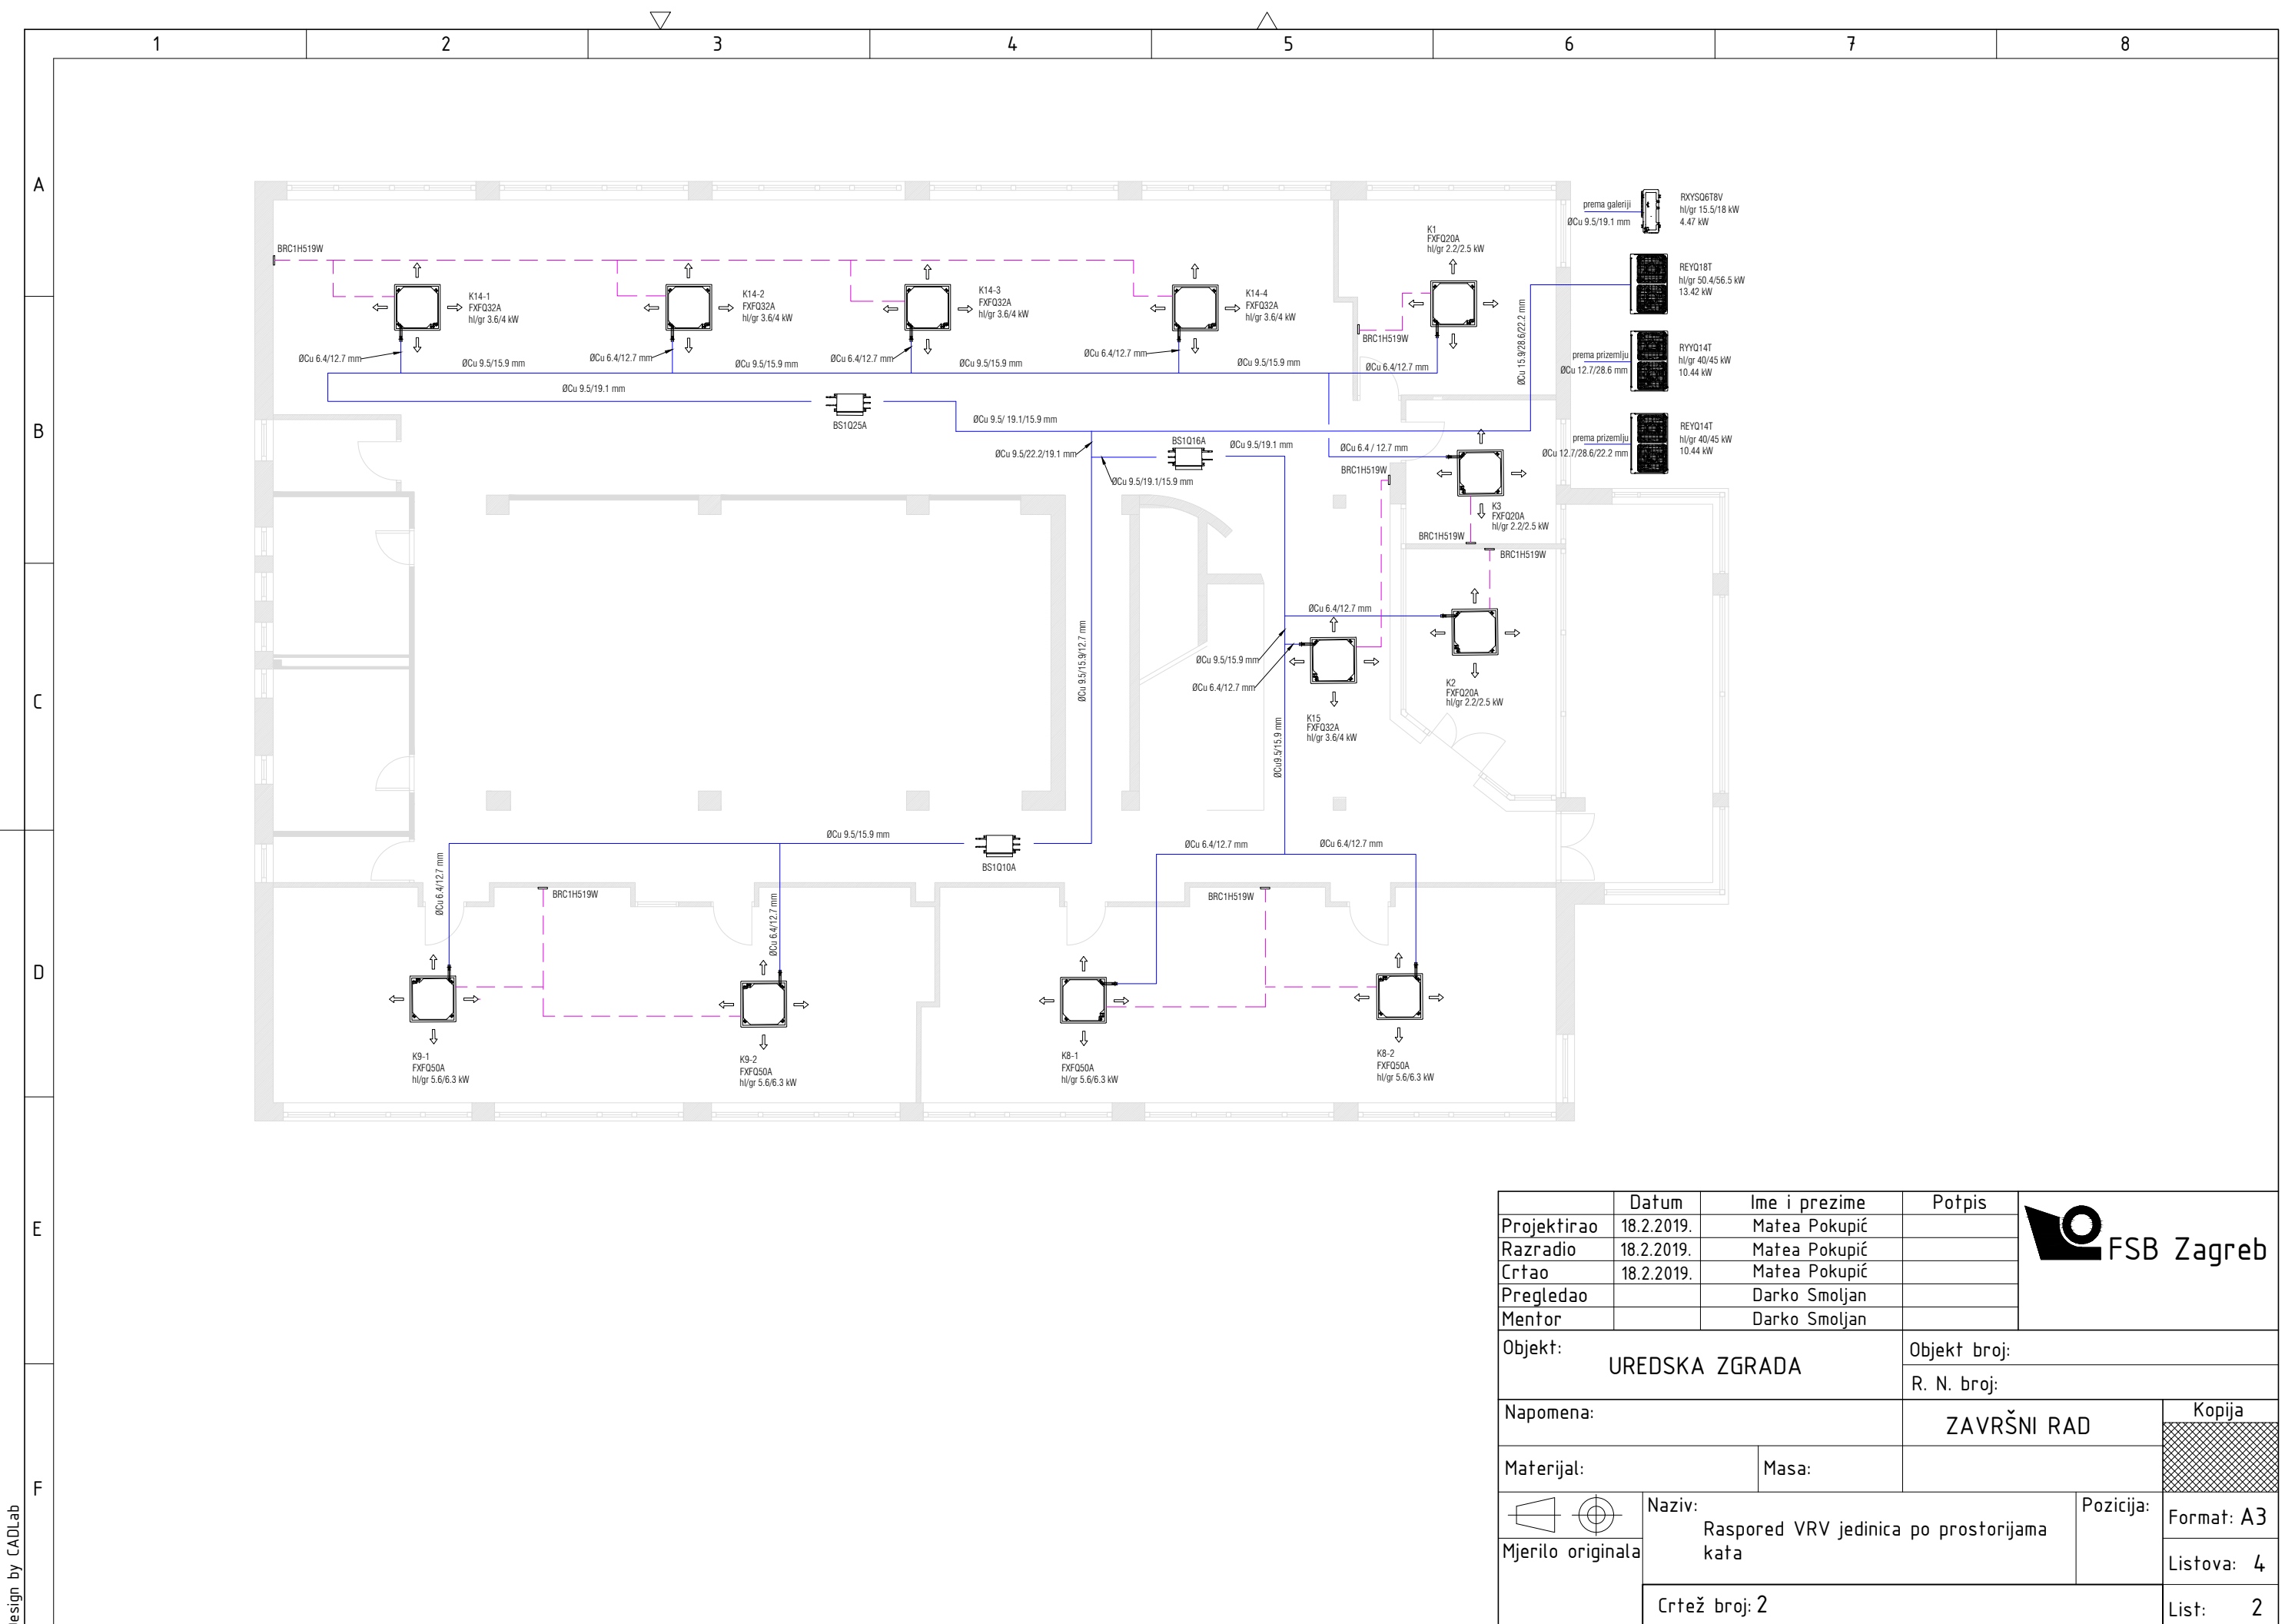 1 2 3 4 5 6 7 8
A
B
C
D
E
F
BRC1H519W
K14-1
FXFQ32A
hl/gr 3.6/4 kW
K14-2
FXFQ32A
hl/gr 3.6/4 kW
K14-3
FXFQ32A
hl/gr 3.6/4 kW
K14-4
FXFQ32A
hl/gr 3.6/4 kW
K1
FXFQ20A
hl/gr 2.2/2.5 kW
BRC1H519W
prema galeriji
ØCu 9.5/19.1 mm
RXYSQ6T8V
hl/gr 15.5/18 kW
4.47 kW
REYQ18T
hl/gr 50.4/56.5 kW
13.42 kW
prema prizemlju
ØCu 12.7/28.6 mm
RYYQ14T
hl/gr 40/45 kW
10.44 kW
prema prizemlju
ØCu 12.7/28.6/22.2 mm
REYQ14T
hl/gr 40/45 kW
10.44 kW
ØCu 6.4/12.7 mm
ØCu 9.5/15.9 mm
ØCu 6.4/12.7 mm
ØCu 9.5/15.9 mm
ØCu 6.4/12.7 mm
ØCu 9.5/15.9 mm
ØCu 6.4/12.7 mm
ØCu 9.5/15.9 mm
ØCu 6.4/12.7 mm
ØCu 15.9/28.6/22.2 mm
ØCu 9.5/19.1 mm
BS1Q25A
ØCu 9.5/ 19.1/15.9 mm
ØCu 9.5/22.2/19.1 mm
BS1Q16A
ØCu 9.5/19.1 mm
ØCu 9.5/19.1/15.9 mm
ØCu 6.4 / 12.7 mm
BRC1H519W
K3
FXFQ20A
hl/gr 2.2/2.5 kW
BRC1H519W
BRC1H519W
ØCu 6.4/12.7 mm
ØCu 9.5/15.9 mm
ØCu 6.4/12.7 mm
K2
FXFQ20A
hl/gr 2.2/2.5 kW
K15
FXFQ32A
hl/gr 3.6/4 kW
ØCu 9.5/15.9/12.7 mm
ØCu9.5/15.9 mm
ØCu 9.5/15.9 mm
BS1Q10A
ØCu 6.4/12.7 mm
ØCu 6.4/12.7 mm
ØCu 6.4/12.7 mm
BRC1H519W
ØCu 6.4/12.7 mm
BRC1H519W
K9-1
FXFQ50A
hl/gr 5.6/6.3 kW
K9-2
FXFQ50A
hl/gr 5.6/6.3 kW
K8-1
FXFQ50A
hl/gr 5.6/6.3 kW
K8-2
FXFQ50A
hl/gr 5.6/6.3 kW
Datum Ime i prezime Potpis
Projektirao 18.2.2019. Matea Pokupić
Razradio 18.2.2019. Matea Pokupić
Crtao 18.2.2019. Matea Pokupić
Pregledao Darko Smoljan
Mentor Darko Smoljan
FSB Zagreb
Objekt:
UREDSKA ZGRADA
Objekt broj:
R. N. broj:
Napomena:
ZAVRŠNI RAD
Kopija
Materijal:
Masa:
Naziv:
Raspored VRV jedinica po prostorijama
kata
Pozicija:
Format: A3
Mjerilo originala
Listova: 4
Crtež broj: 2
List: 2
by CADLab